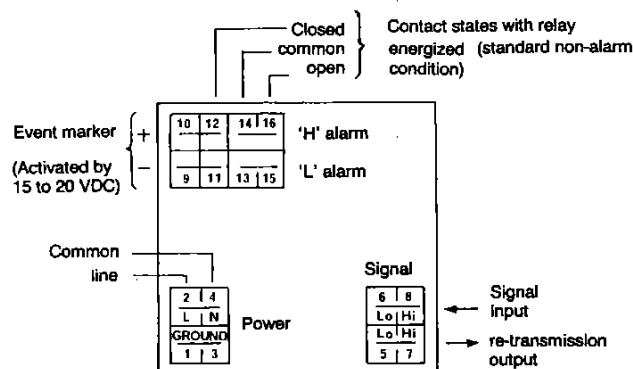 Closed
common
open
Contact states with relay
energized (standard non-alarm
condition)
Event marker
(Activated by
15 to 20 VDC)
+
−
10 12 14 16
'H' alarm
9 11 13 15
'L' alarm
Common
line
2 4
L N
GROUND
1 3
Power
Signal
6 8
Lo Hi
Lo Hi
5 7
Signal
Input
re-transmission
output